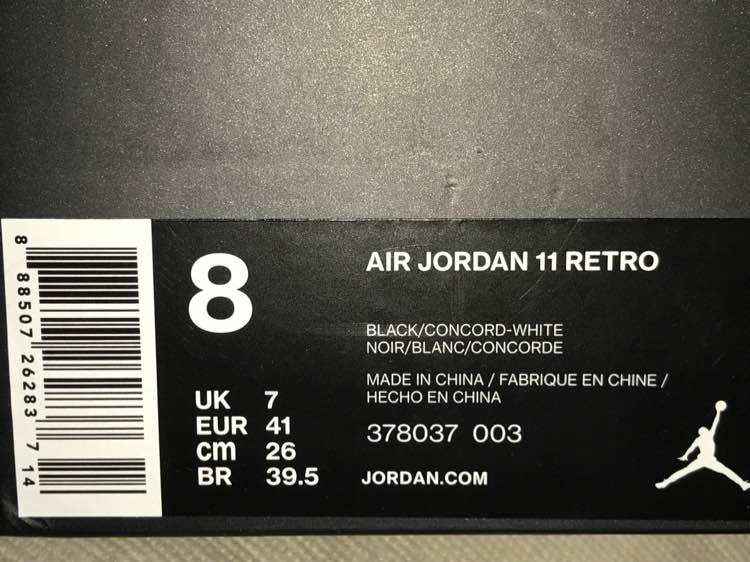 8 88507 26283 7 14
8
AIR JORDAN 11 RETRO
BLACK/CONCORD-WHITE
NOIR/BLANC/CONCORDE
MADE IN CHINA / FABRIQUE EN CHINE /
HECHO EN CHINA
378037 003
UK 7
EUR 41
cm 26
BR 39.5
JORDAN.COM